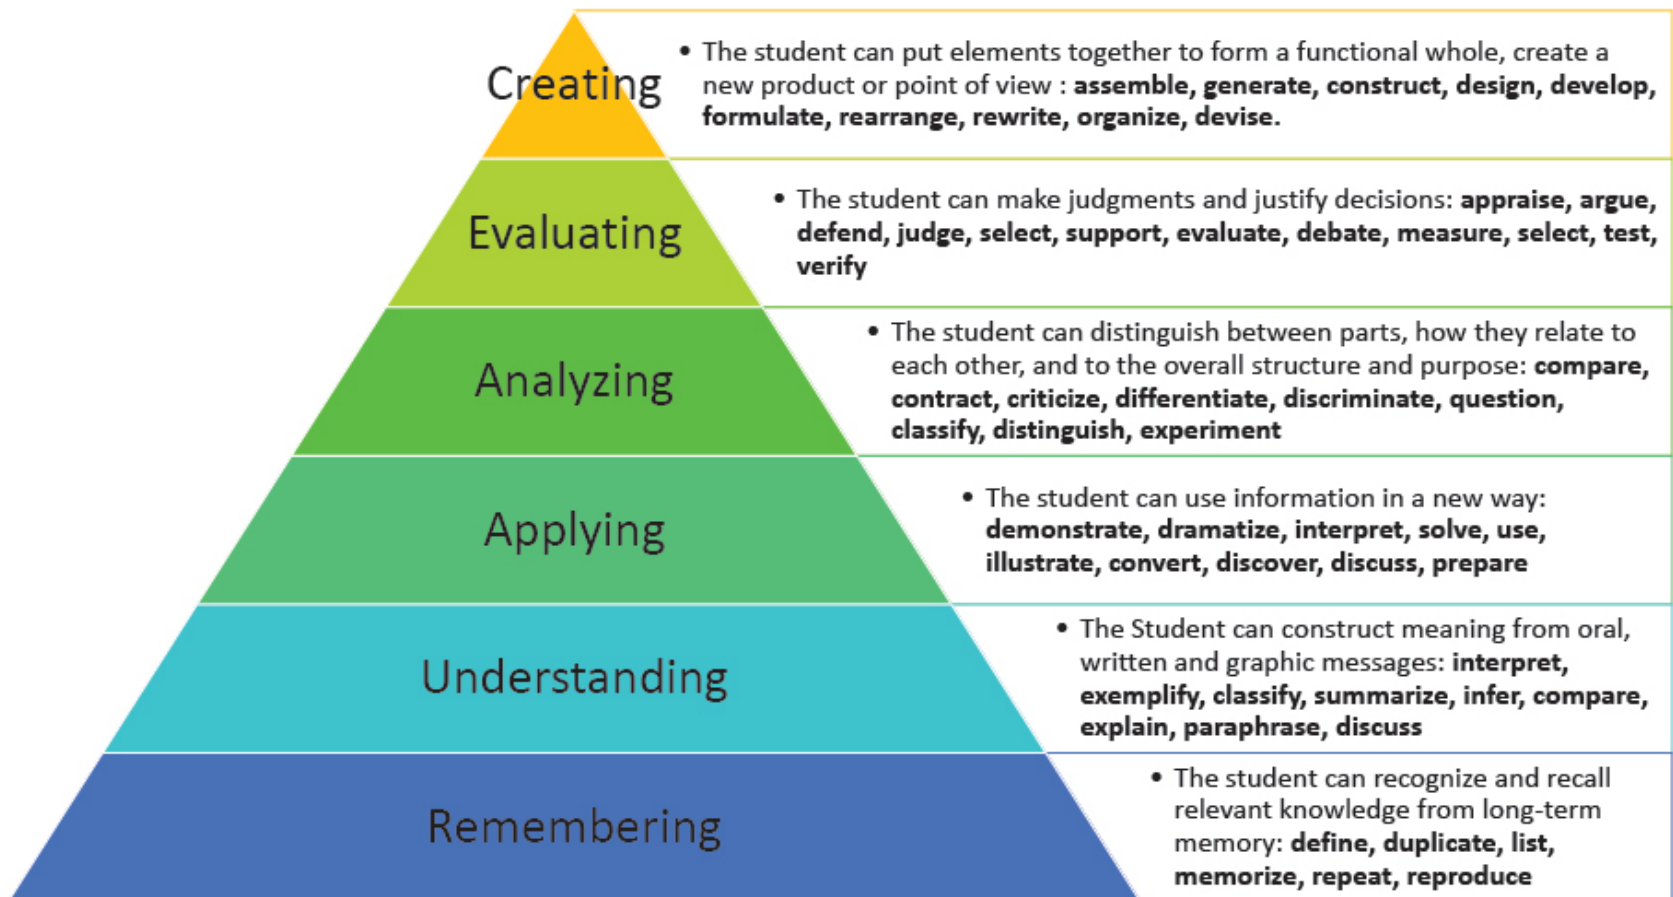 Creating
• The student can put elements together to form a functional whole, create a
new product or point of view : assemble, generate, construct, design, develop,
formulate, rearrange, rewrite, organize, devise.
Evaluating
• The student can make judgments and justify decisions: appraise, argue,
defend, judge, select, support, evaluate, debate, measure, select, test,
verify
Analyzing
• The student can distinguish between parts, how they relate to
each other, and to the overall structure and purpose: compare,
contract, criticize, differentiate, discriminate, question,
classify, distinguish, experiment
Applying
• The student can use information in a new way:
demonstrate, dramatize, interpret, solve, use,
illustrate, convert, discover, discuss, prepare
Understanding
• The Student can construct meaning from oral,
written and graphic messages: interpret,
exemplify, classify, summarize, infer, compare,
explain, paraphrase, discuss
Remembering
• The student can recognize and recall
relevant knowledge from long-term
memory: define, duplicate, list,
memorize, repeat, reproduce